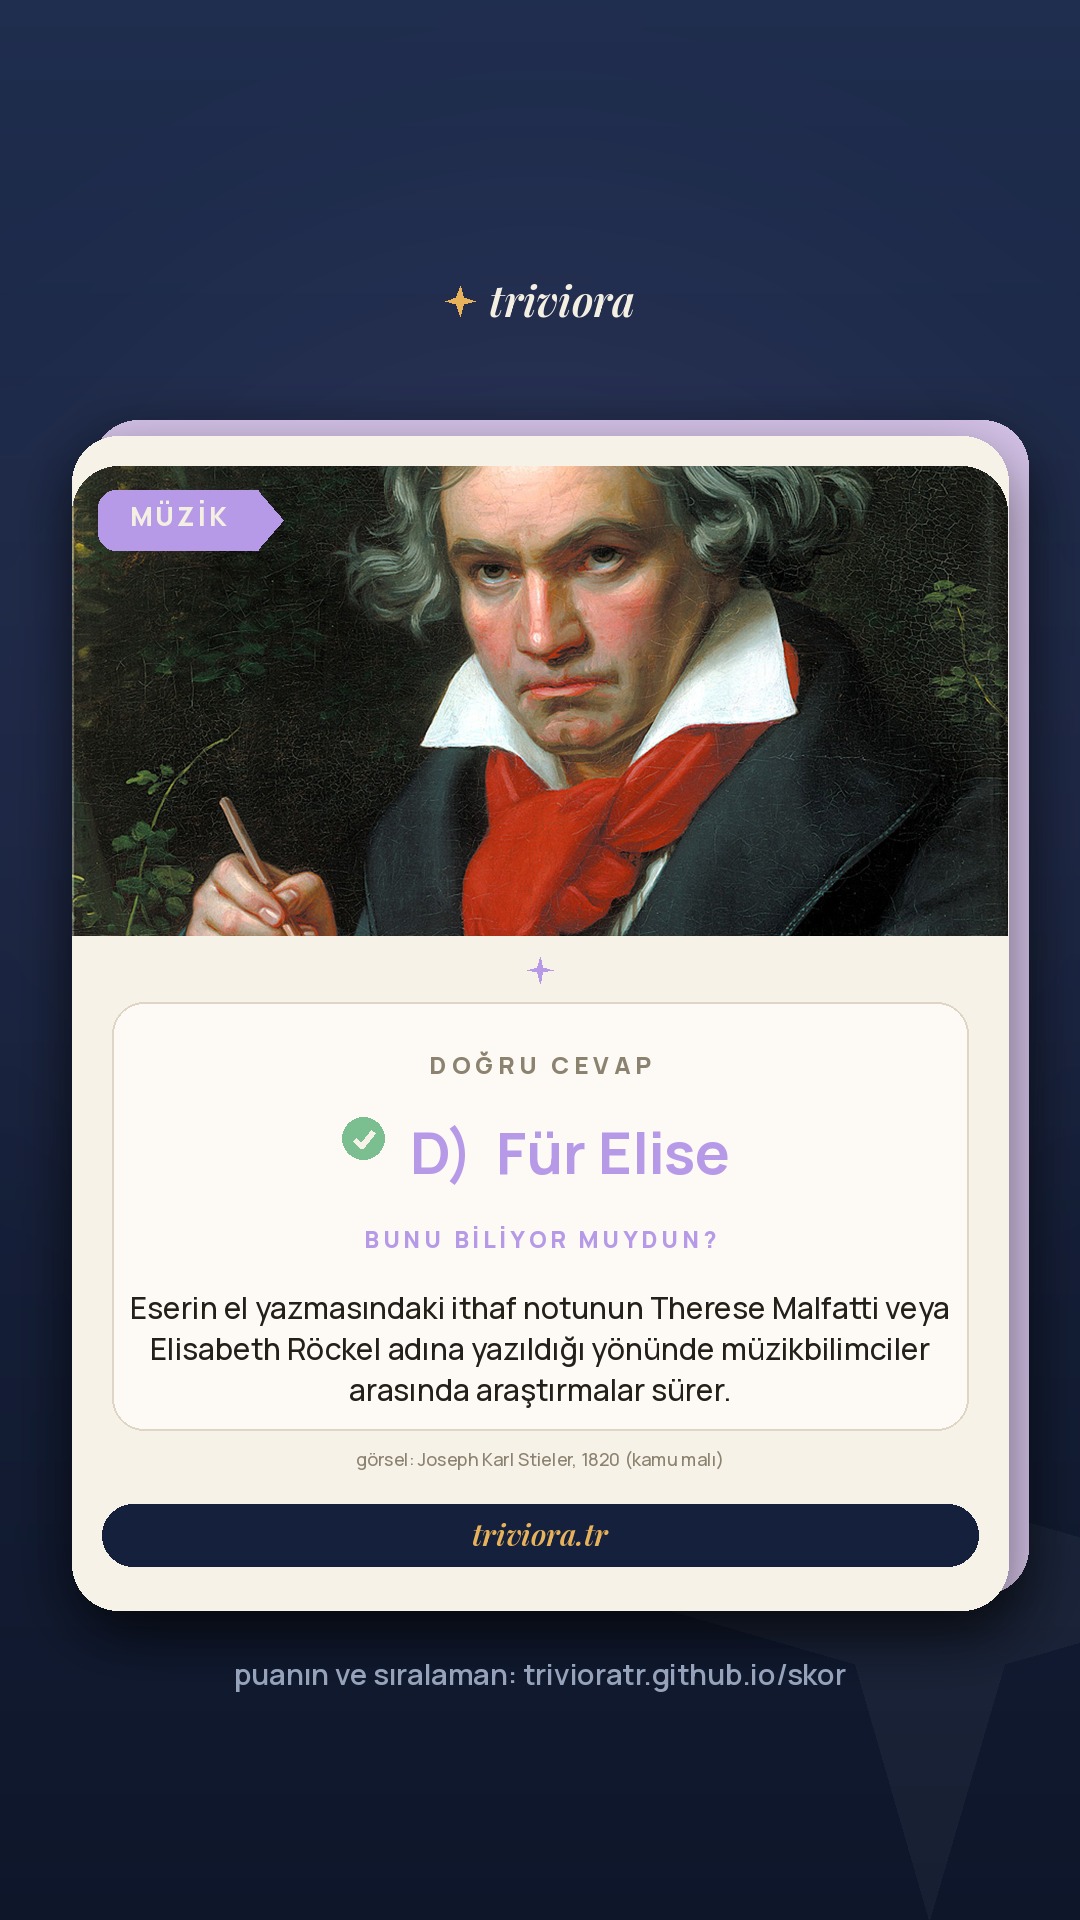 triviora
MÜZİK
DOĞRU CEVAP
D) Für Elise
BUNU BİLİYOR MUYDUN?
Eserin el yazmasındaki ithaf notunun Therese Malfatti veya
Elisabeth Röckel adına yazıldığı yönünde müzikbilimciler
arasında araştırmalar sürer.
görsel: Joseph Karl Stieler, 1820 (kamu malı)
triviora.tr
puanın ve sıralaman: trivioratr.github.io/skor